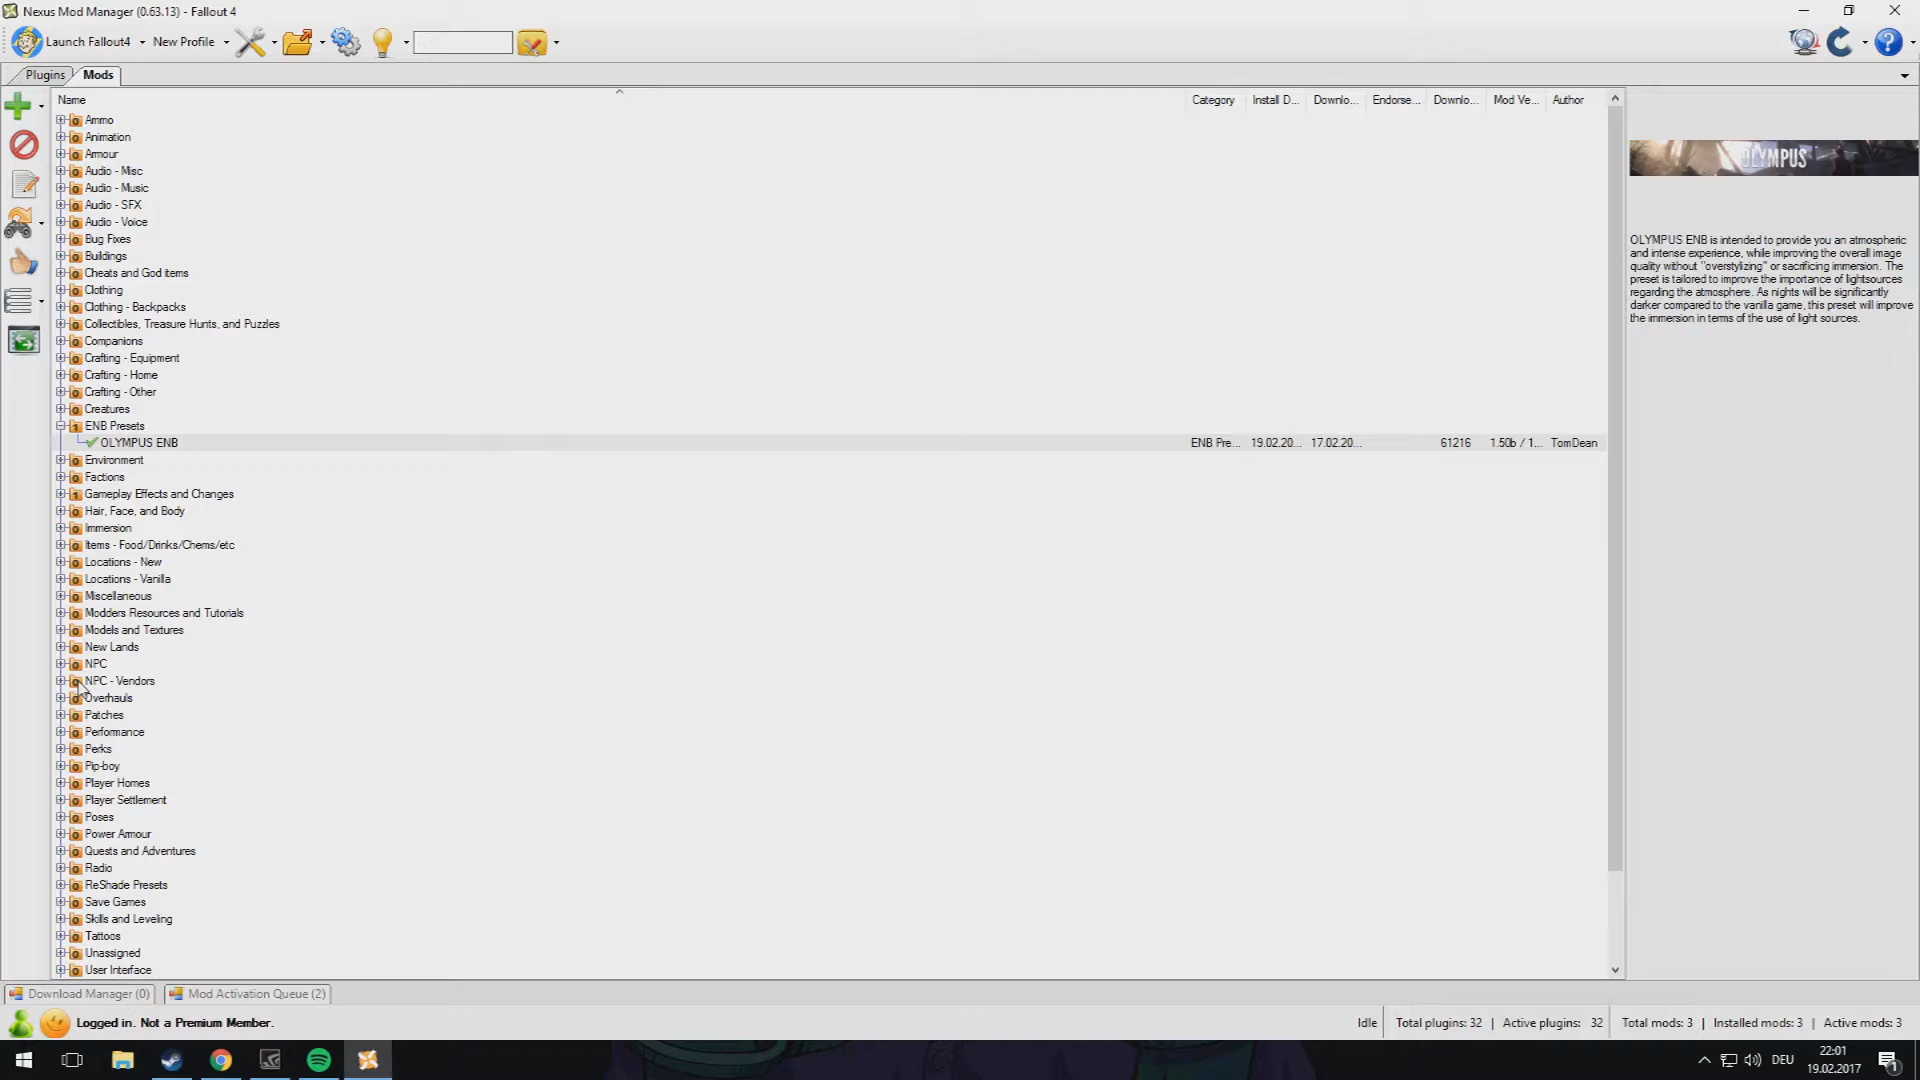 Nexus Mod Manager (0.63.13) - Fallout 4
Launch Fallout4 New Profile
Plugins Mods
Name Category Install D... Downlo... Endorse... Downlo... Mod Ve... Author
Ammo
Animation
Armour
Audio - Misc
Audio - Music
Audio - SFX
Audio - Voice
Bug Fixes
Buildings
Cheats and God items
Clothing
Clothing - Backpacks
Collectibles, Treasure Hunts, and Puzzles
Companions
Crafting - Equipment
Crafting - Home
Crafting - Other
Creatures
ENB Presets
OLYMPUS ENB ENB Pre... 19.02.20... 17.02.20... 61216 1.50b / 1... TomDean
Environment
Factions
Gameplay Effects and Changes
Hair, Face, and Body
Immersion
Items - Food/Drinks/Chems/etc
Locations - New
Locations - Vanilla
Miscellaneous
Modders Resources and Tutorials
Models and Textures
New Lands
NPC
NPC - Vendors
Overhauls
Patches
Performance
Perks
Pip-boy
Player Homes
Player Settlement
Poses
Power Armour
Quests and Adventures
Radio
ReShade Presets
Save Games
Skills and Leveling
Tattoos
Unassigned
User Interface
OLYMPUS
OLYMPUS ENB is intended to provide you an atmospheric
and intense experience, while improving the overall image
quality without "overstylizing" or sacrificing immersion. The
preset is tailored to improve the importance of lightsources
regarding the atmosphere. As nights will be significantly
darker compared to the vanilla game, this preset will improve
the immersion in terms of the use of light sources.
Download Manager (0) Mod Activation Queue (2)
Logged in. Not a Premium Member. Idle Total plugins: 32 | Active plugins: 32 Total mods: 3 | Installed mods: 3 | Active mods: 3
DEU 22:01
19.02.2017
1